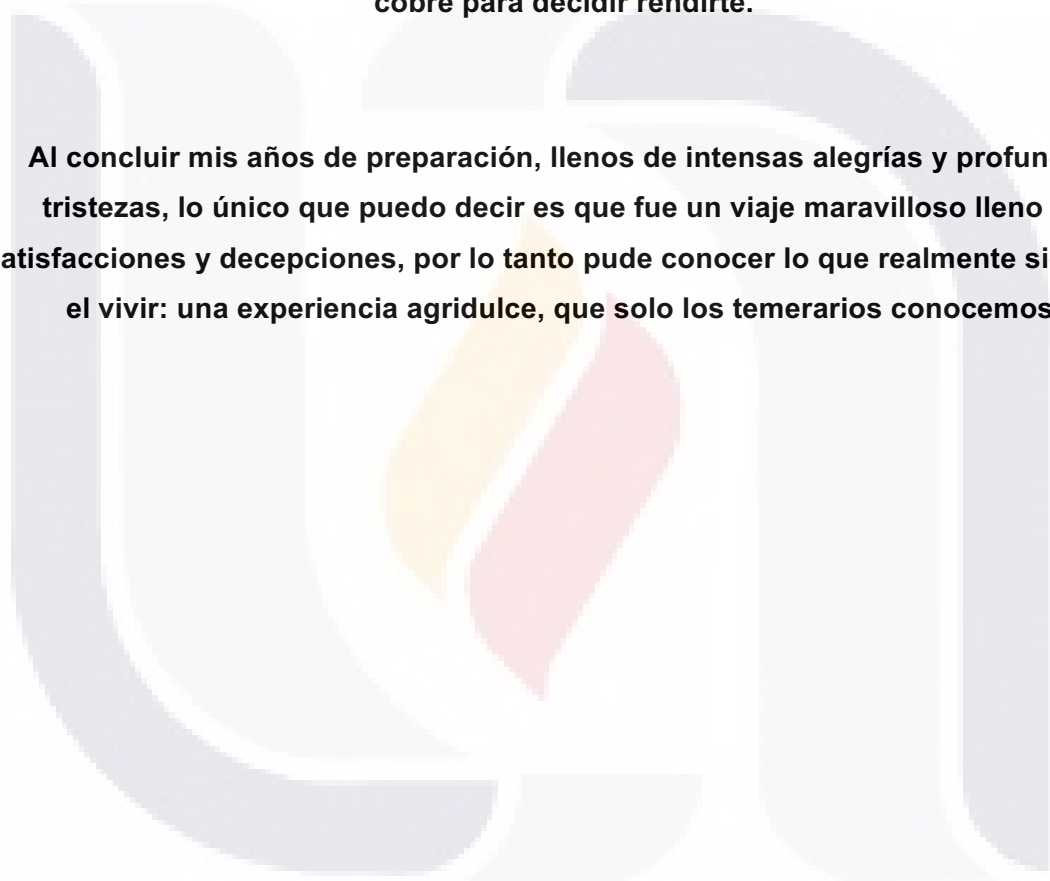 cobre para decidir rendirte.
Al concluir mis años de preparación, llenos de intensas alegrías y profun
tristezas, lo único que puedo decir es que fue un viaje maravilloso lleno
atisfacciones y decepciones, por lo tanto pude conocer lo que realmente si
el vivir: una experiencia agridulce, que solo los temerarios conocemos